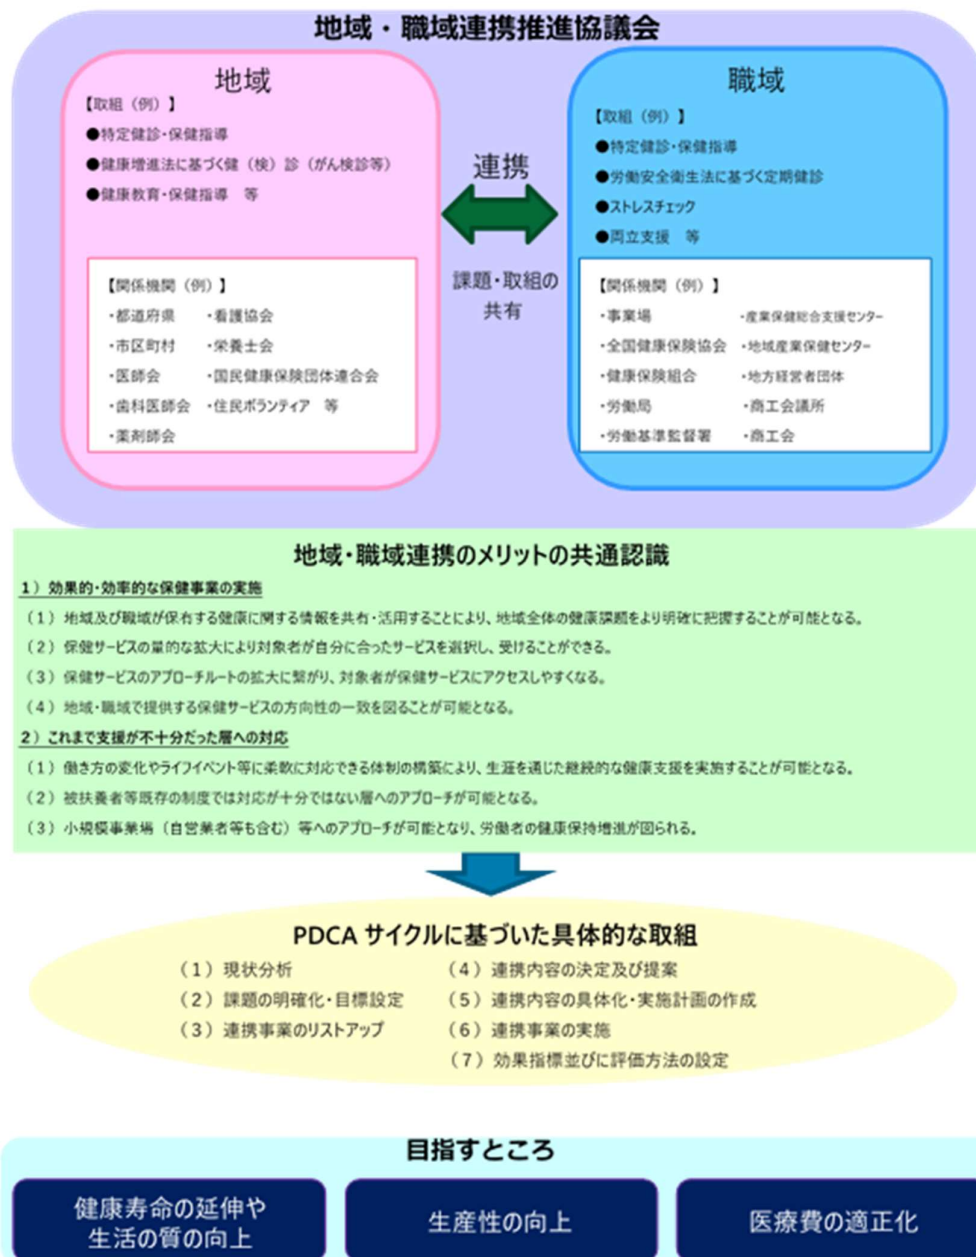 地域・職域連携推進協議会
地域
【取組（例）】
●特定健診・保健指導
●健康増進法に基づく健（検）診（がん検診等）
●健康教育・保健指導　等
【関係機関（例）】
・都道府県　・看護協会
・市区町村　・栄養士会
・医師会　・国民健康保険団体連合会
・歯科医師会　・住民ボランティア　等
・薬剤師会
連携
課題・取組の
共有
職域
【取組（例）】
●特定健診・保健指導
●労働安全衛生法に基づく定期健診
●ストレスチェック
●両立支援　等
【関係機関（例）】
・事業場　・産業保健総合支援センター
・全国健康保険協会　・地域産業保健センター
・健康保険組合　・地方経営者団体
・労働局　・商工会議所
・労働基準監督署　・商工会
地域・職域連携のメリットの共通認識
1）効果的・効率的な保健事業の実施
（1）地域及び職域が保有する健康に関する情報を共有・活用することにより、地域全体の健康課題をより明確に把握することが可能となる。
（2）保健サービスの量的な拡大により対象者が自分に合ったサービスを選択し、受けることができる。
（3）保健サービスのアプローチルートの拡大に繋がり、対象者が保健サービスにアクセスしやすくなる。
（4）地域・職域で提供する保健サービスの方向性の一致を図ることが可能となる。
2）これまで支援が不十分だった層への対応
（1）働き方の変化やライフイベント等に柔軟に対応できる体制の構築により、生涯を通じた継続的な健康支援を実施することが可能となる。
（2）被扶養者等既存の制度では対応が十分ではない層へのアプローチが可能となる。
（3）小規模事業場（自営業者等も含む）等へのアプローチが可能となり、労働者の健康保持増進が図られる。
PDCA サイクルに基づいた具体的な取組
（1）現状分析
（2）課題の明確化・目標設定
（3）連携事業のリストアップ
（4）連携内容の決定及び提案
（5）連携内容の具体化・実施計画の作成
（6）連携事業の実施
（7）効果指標並びに評価方法の設定
目指すところ
健康寿命の延伸や
生活の質の向上
生産性の向上
医療費の適正化